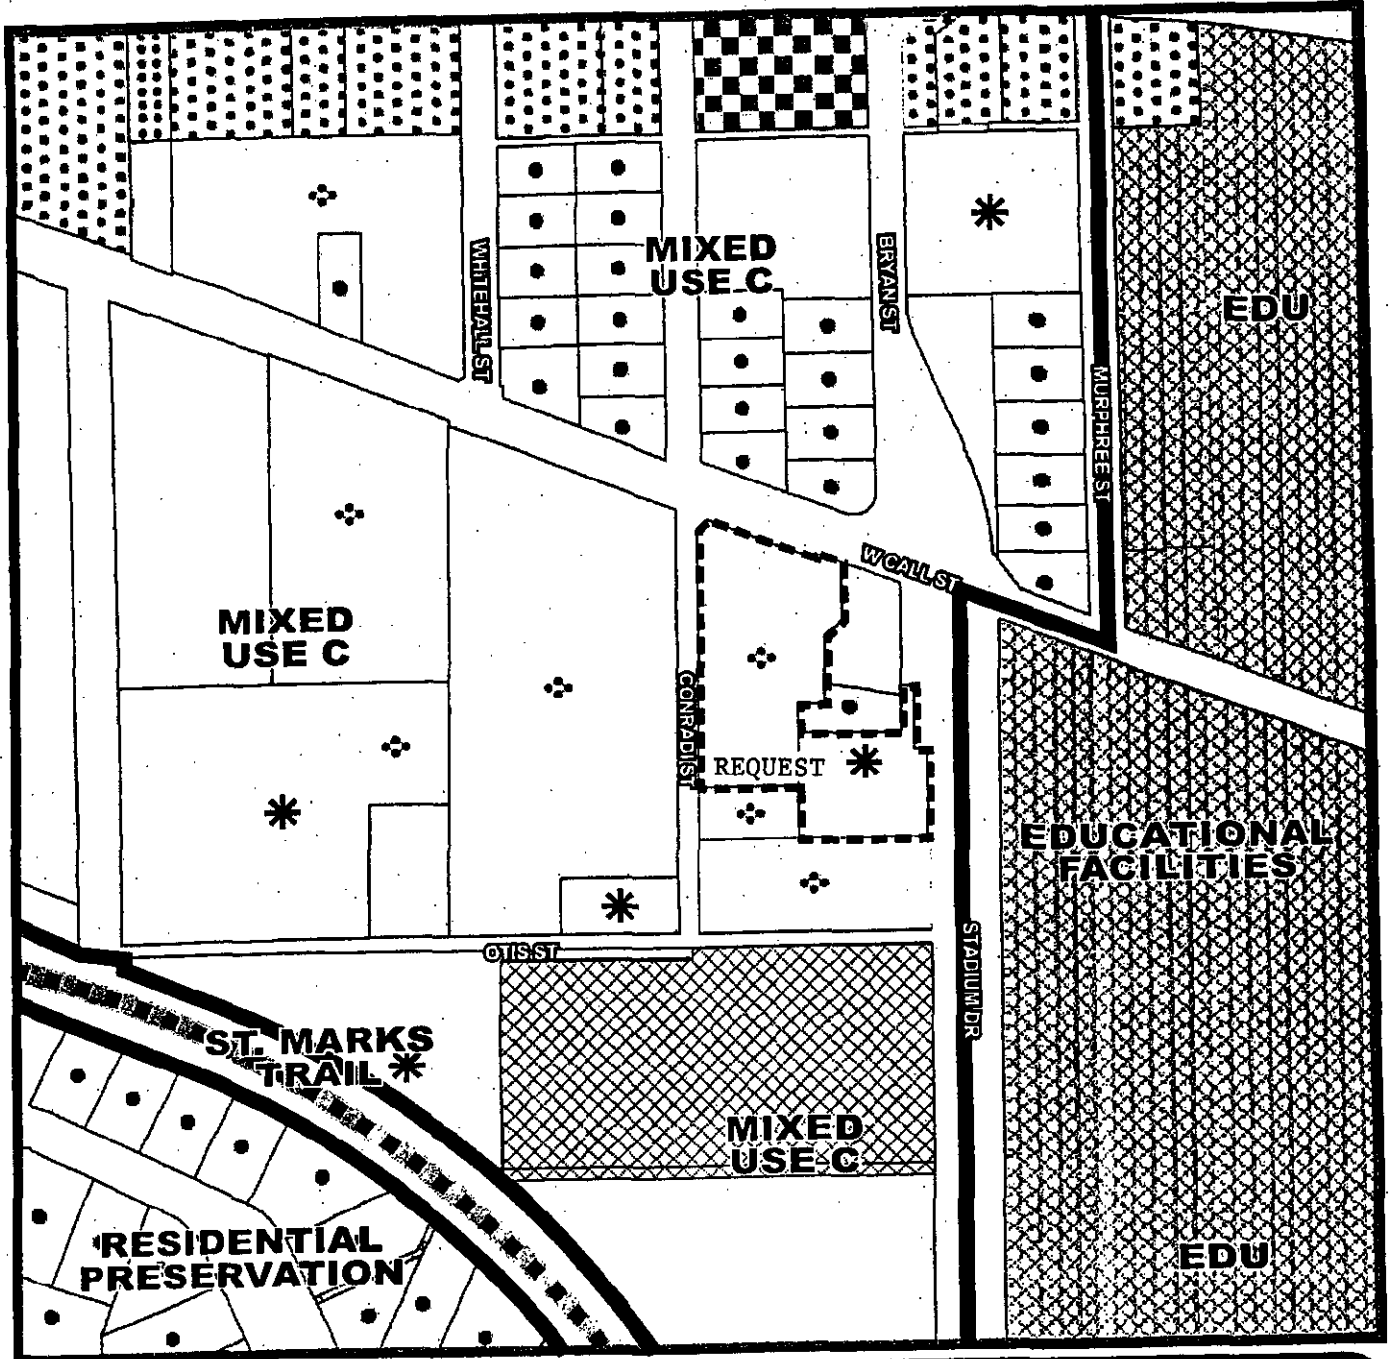 MIXED
USE C
WHITEHALL ST
BRYAN ST
EDU
MURPHREE ST
W CALL ST
MIXED
USE C
CONRADI ST
REQUEST
EDUCATIONAL
FACILITIES
OTIS ST
STADIUM DR
ST. MARKS
TRAIL
MIXED
USE C
RESIDENTIAL
PRESERVATION
EDU